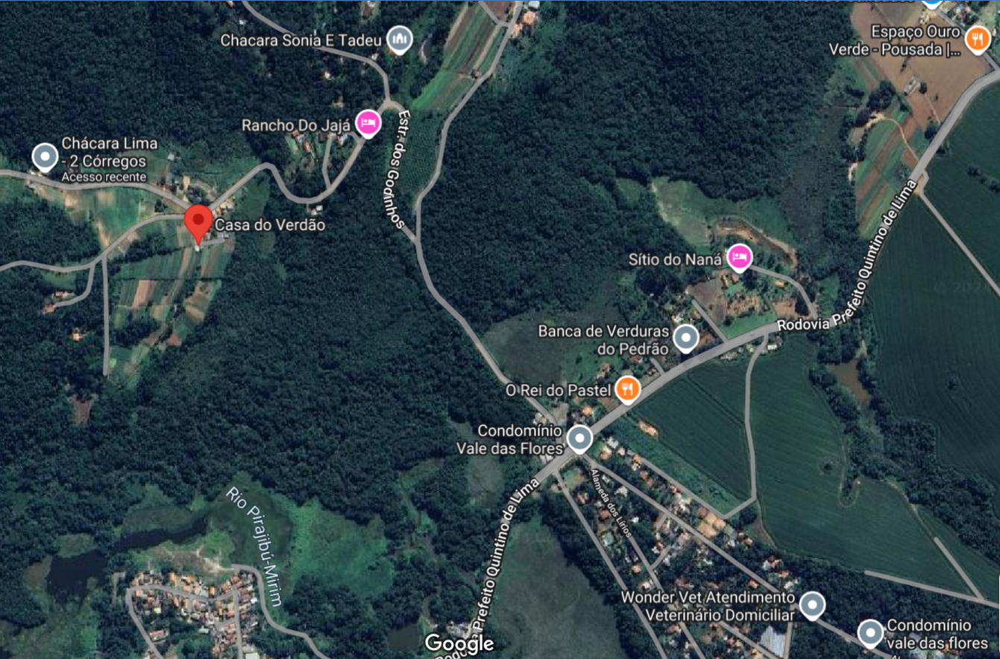 Chacara Sonia E Tadeu
Espaço Ouro
Verde - Pousada |...
Rancho Do Jajá
Estr. dos Godinhos
Chácara Lima
- 2 Córregos
Acesso recente
Casa do Verdão
Rodovia Prefeito Quintino de Lima
Sítio do Naná
Banca de Verduras
do Pedrão
O Rei do Pastel
Condomínio
Vale das Flores
Alameda dos Lírios
Rio Pirajibú-Mirim
Prefeito Quintino de Lima
Wonder Vet Atendimento
Veterinário Domiciliar
Condomínio
vale das flores
Google